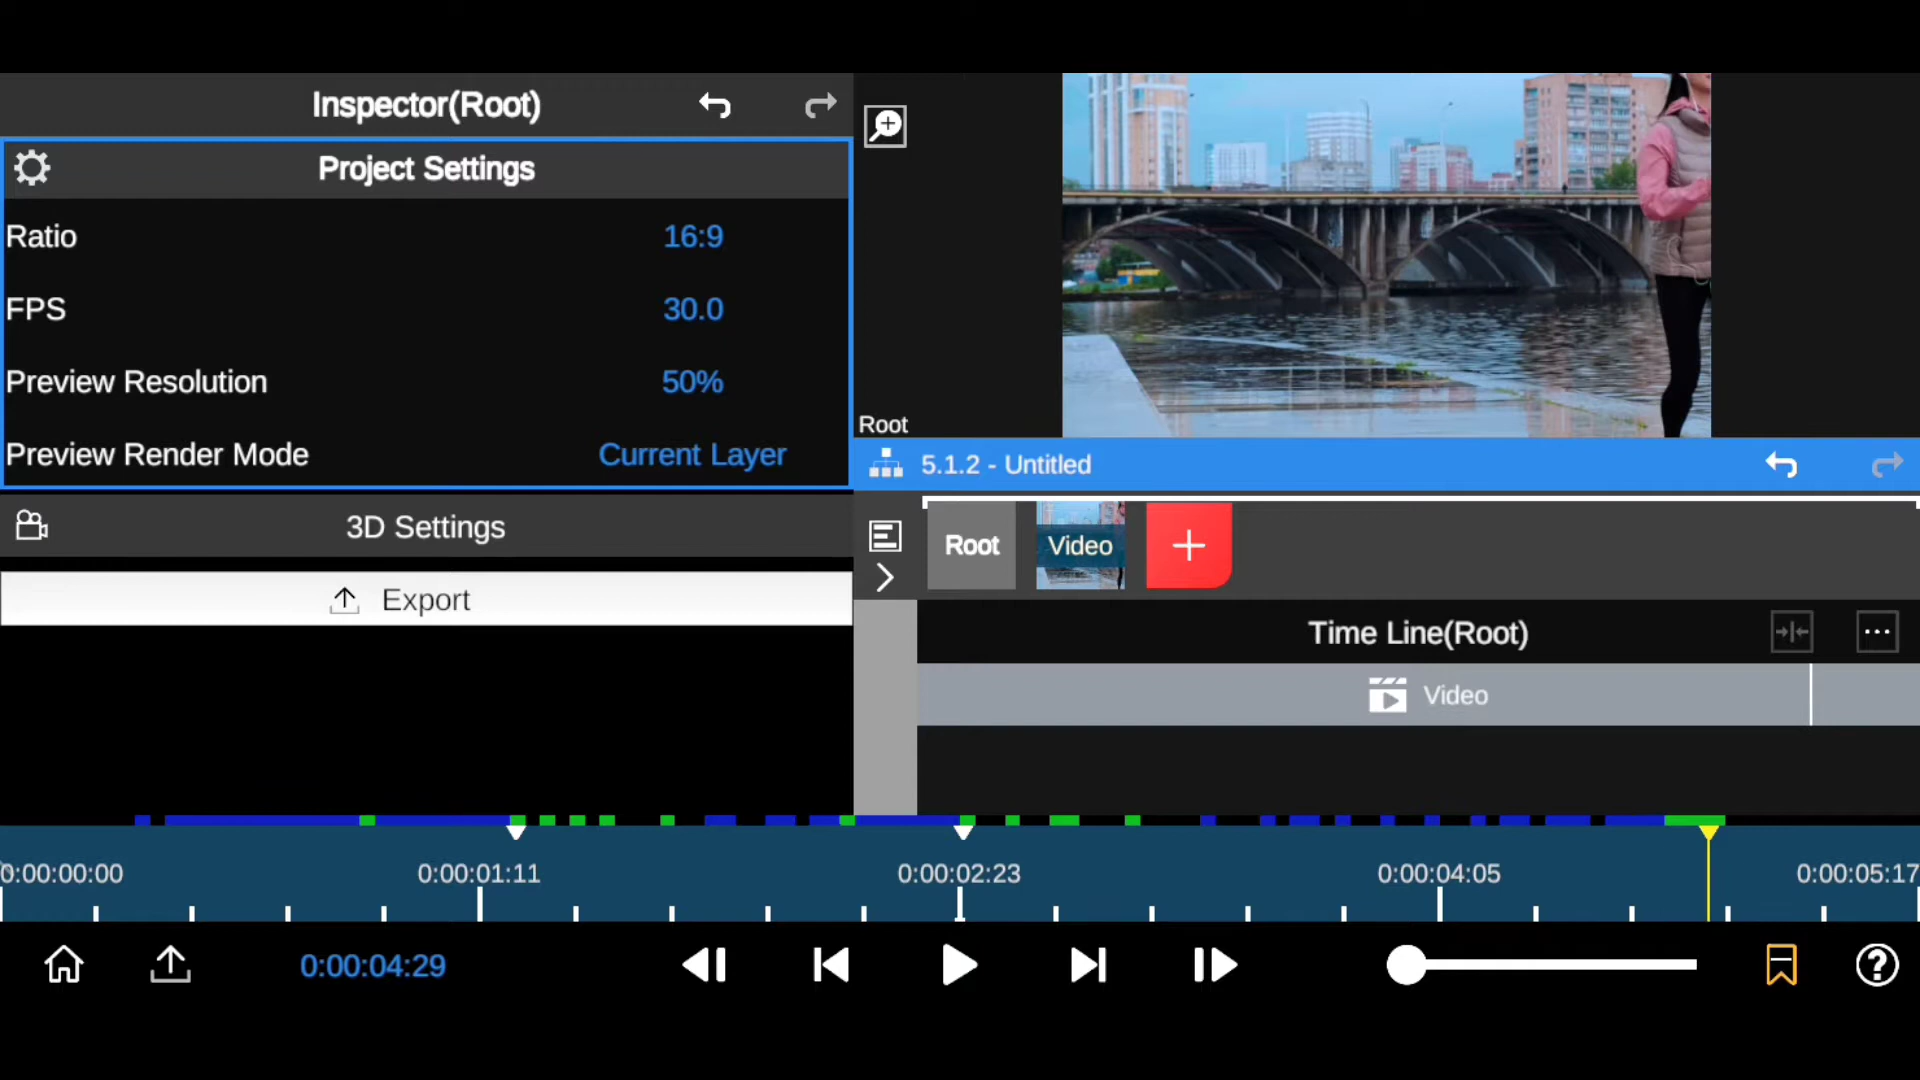 Inspector(Root)
Project Settings
Ratio 16:9
FPS 30.0
Preview Resolution 50%
Preview Render Mode Current Layer
3D Settings
Export
Root
5.1.2 - Untitled
Root Video +
Time Line(Root)
Video
0:00:00:00 0:00:01:11 0:00:02:23 0:00:04:05 0:00:05:17
0:00:04:29